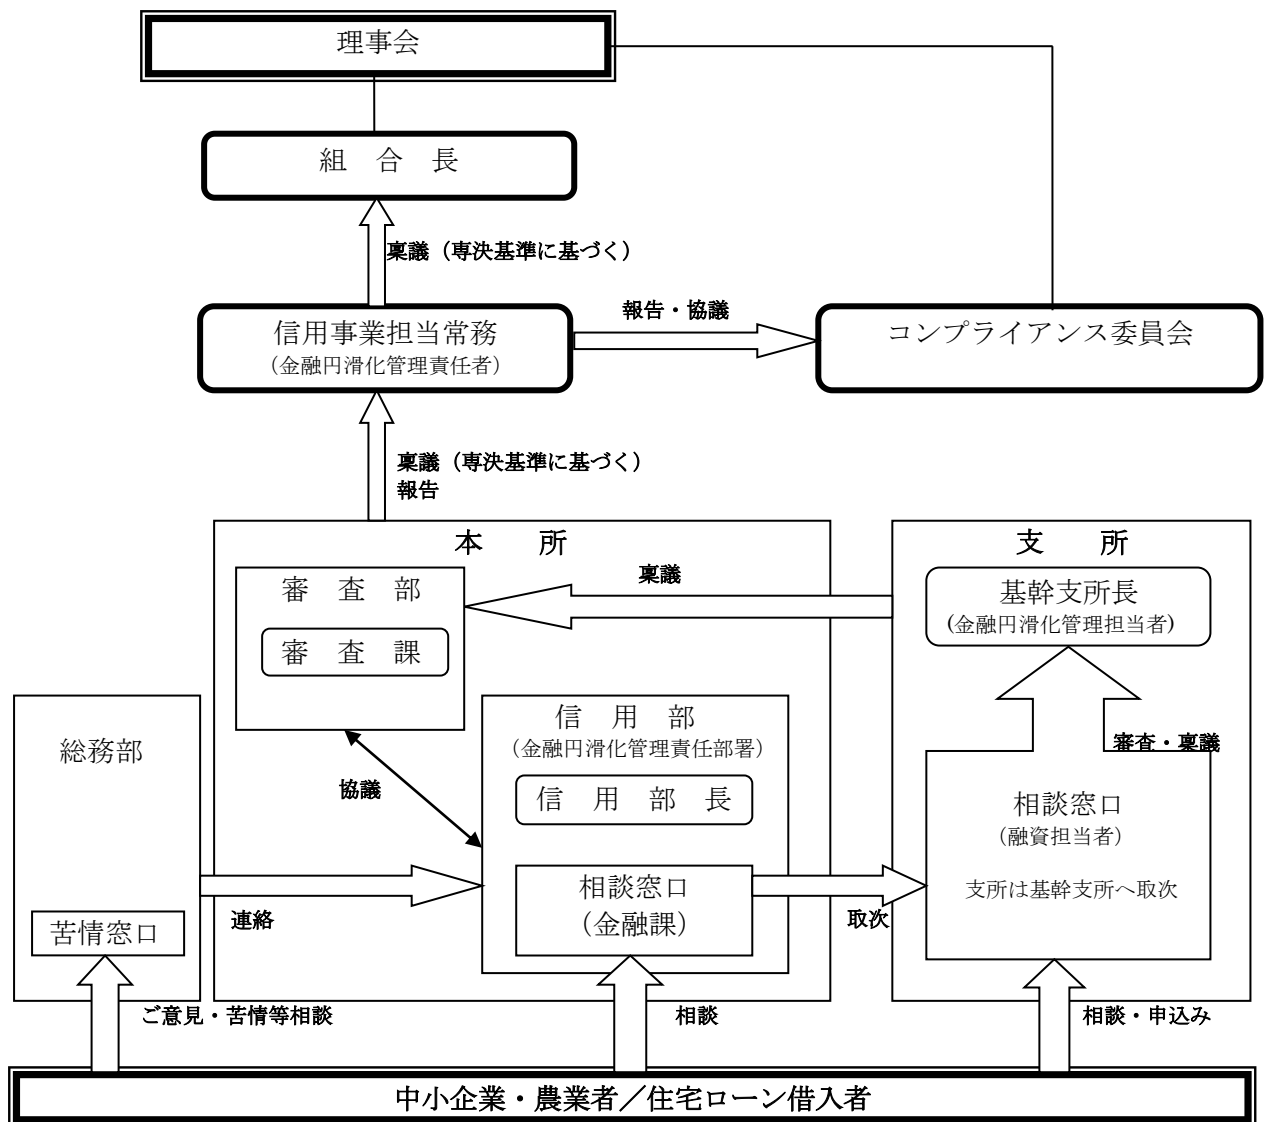 理事会
組　合　長
稟議（専決基準に基づく）
信用事業担当常務
（金融円滑化管理責任者）
報告・協議
コンプライアンス委員会
稟議（専決基準に基づく）
報告
本　　所
支　　所
審　査　部
審　査　課
稟議
基幹支所長
(金融円滑化管理担当者)
総務部
信　用　部
（金融円滑化管理責任部署）
信　用　部　長
協議
審査・稟議
相談窓口
（融資担当者）
支所は基幹支所へ取次
相談窓口
（金融課）
苦情窓口
連絡
取次
ご意見・苦情等相談
相談
相談・申込み
中小企業・農業者／住宅ローン借入者